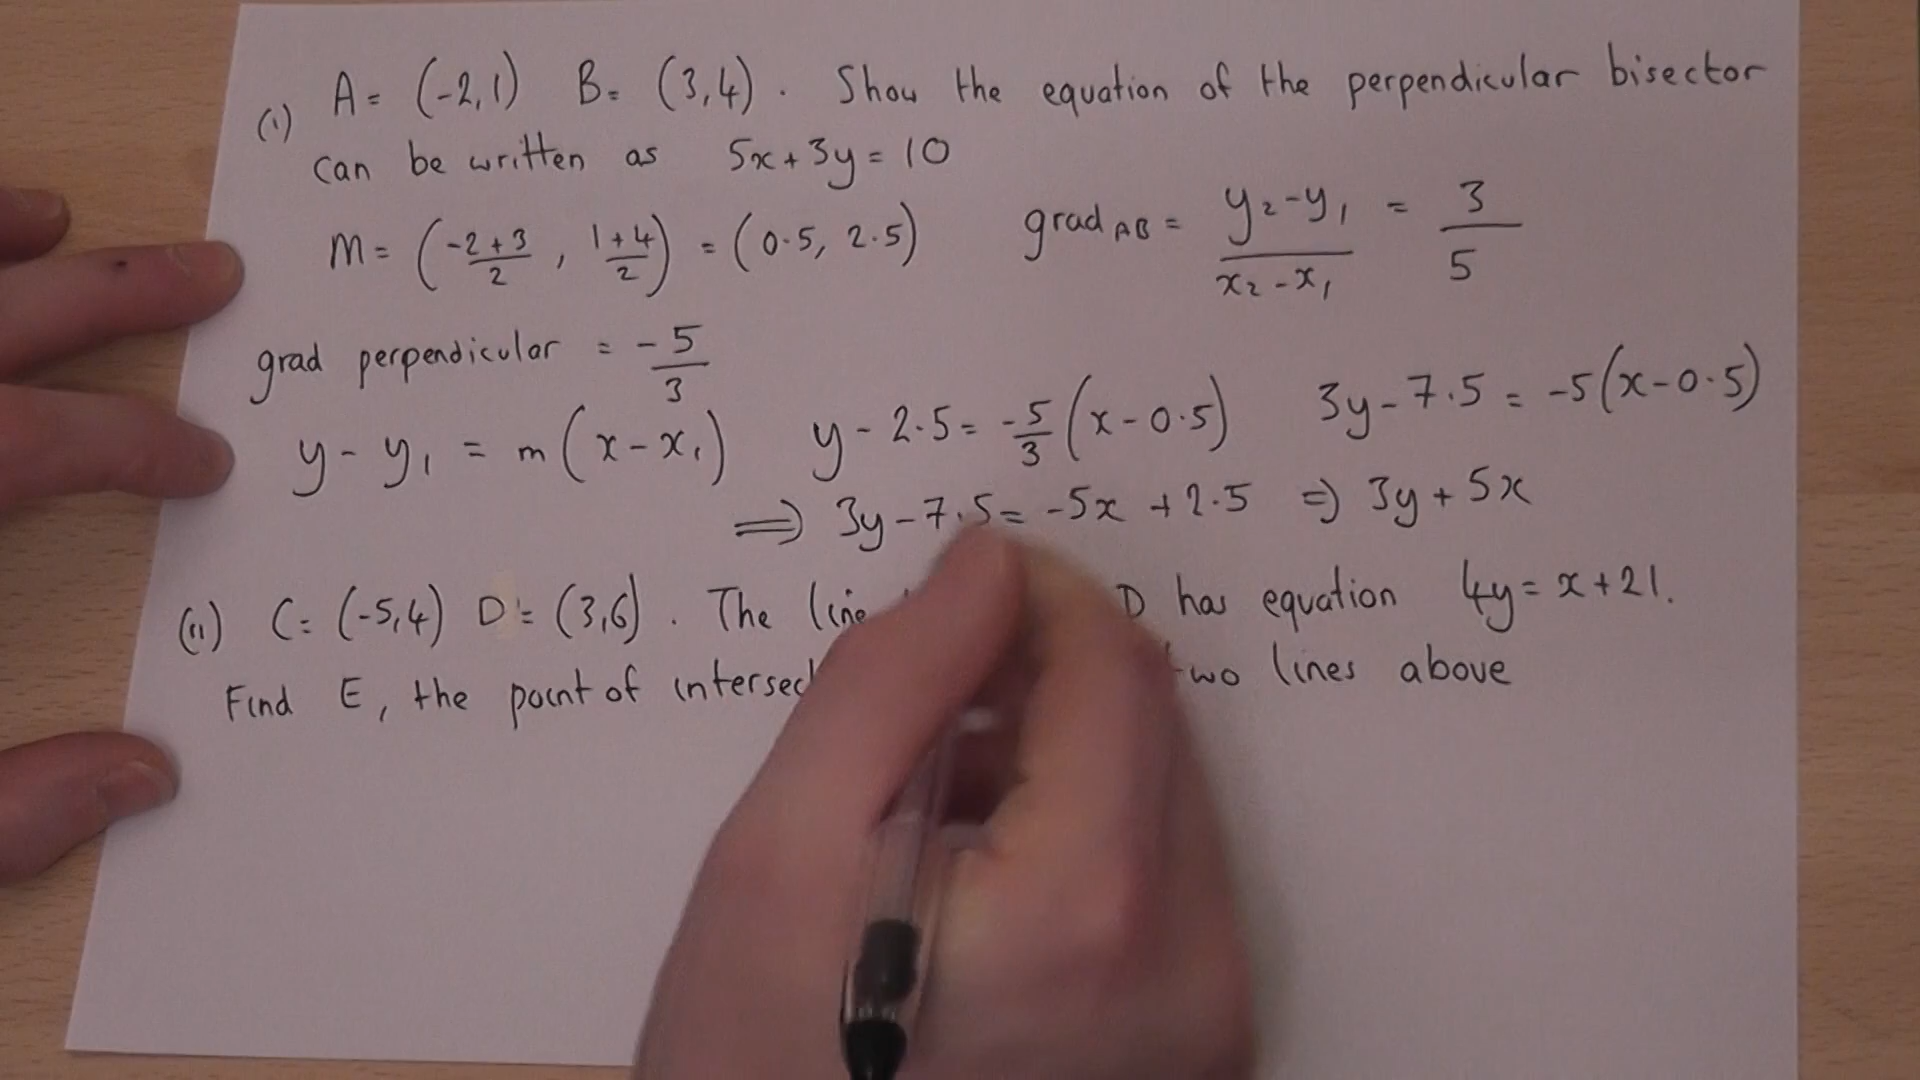 (i) A = (-2,1) B = (3,4). Show the equation of the perpendicular bisector
can be written as 5x+3y=10
M = (-2+3/2, 1+4/2) = (0.5, 2.5) grad AB = y2-y1/x2-x1 = 3/5
grad perpendicular = -5/3
y-y1 = m(x-x1) y-2.5 = -5/3(x-0.5) 3y-7.5 = -5(x-0.5)
⟹ 3y-7.5 = -5x+2.5 ⇒ 3y+5x
(ii) C = (-5,4) D = (3,6). The line D has equation 4y=x+21.
Find E, the point of two lines above